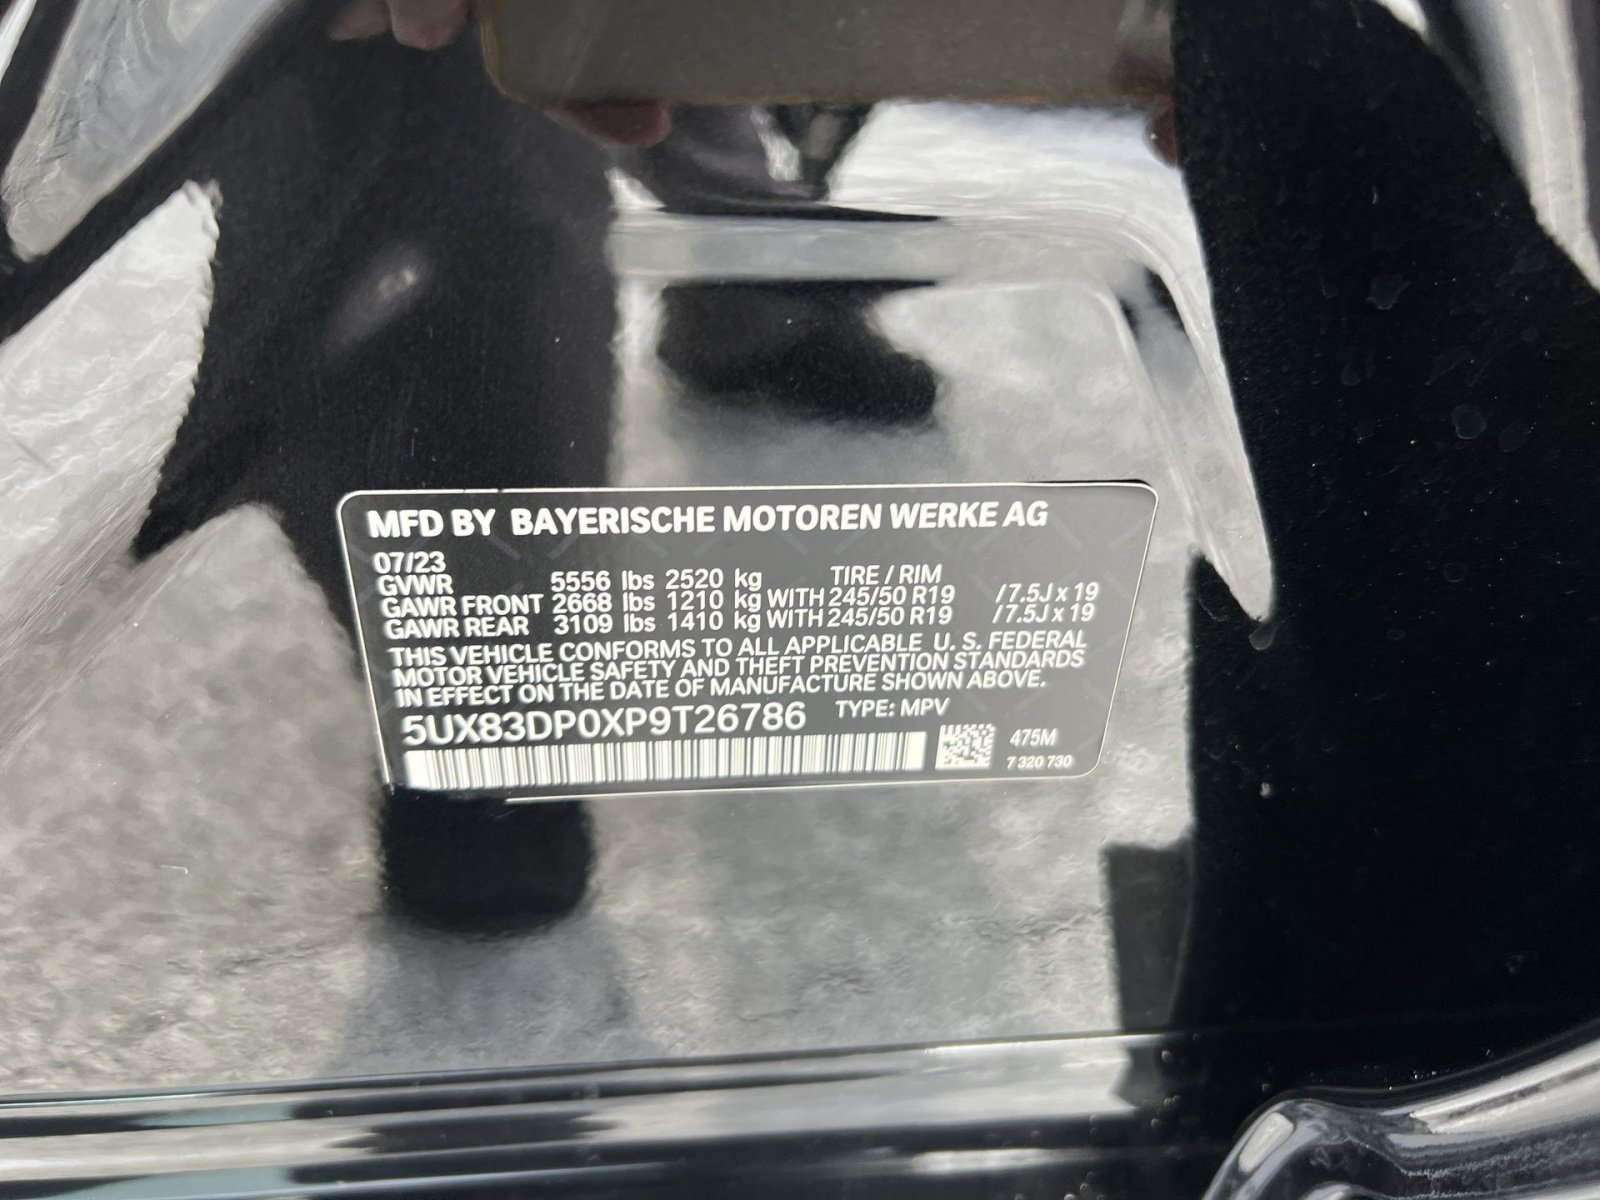 MFD BY BAYERISCHE MOTOREN WERKE AG
07/23
GVWR 5556 lbs 2520 kg TIRE / RIM
GAWR FRONT 2668 lbs 1210 kg WITH 245/50 R19 /7.5J x 19
GAWR REAR 3109 lbs 1410 kg WITH 245/50 R19 /7.5J x 19
THIS VEHICLE CONFORMS TO ALL APPLICABLE U. S. FEDERAL
MOTOR VEHICLE SAFETY AND THEFT PREVENTION STANDARDS
IN EFFECT ON THE DATE OF MANUFACTURE SHOWN ABOVE.
5UX83DP0XP9T26786 TYPE: MPV
475M
7 320 730